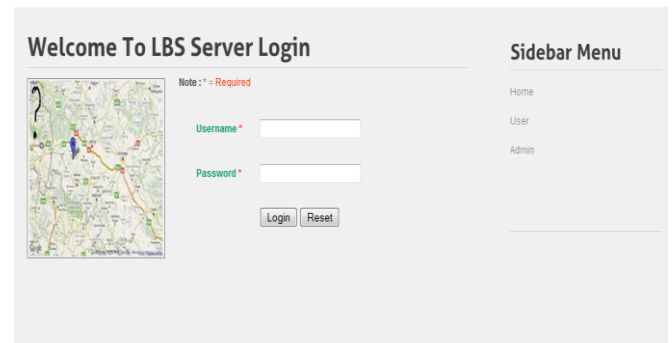 Welcome To LBS Server Login
Note : * = Required
?
Username *
Password *
Login Reset
Sidebar Menu
Home
User
Admin